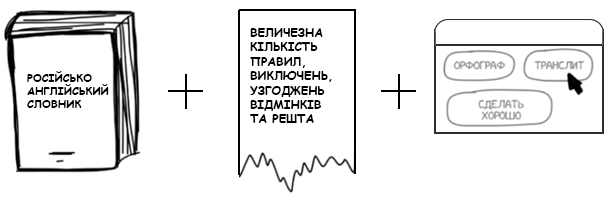 РОСІЙСЬКО
АНГЛІЙСЬКИЙ
СЛОВНИК
ВЕЛИЧЕЗНА
КІЛЬКІСТЬ
ПРАВИЛ,
ВИКЛЮЧЕНЬ,
УЗГОДЖЕНЬ
ВІДМІНКІВ
ТА РЕШТА
ОРФОГРАФ
ТРАНСЛИТ
СДЕЛАТЬ
ХОРОШО